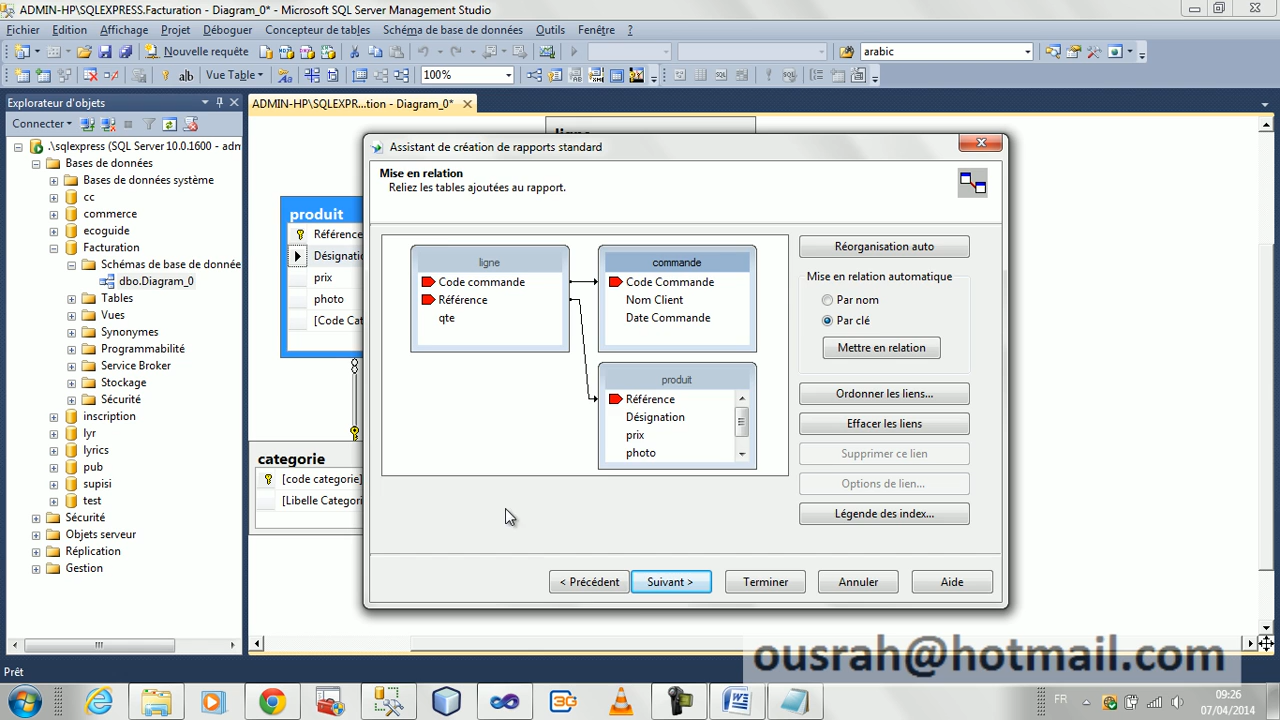 ADMIN-HP\SQLEXPRESS.Facturation - Diagram_0* - Microsoft SQL Server Management Studio
Fichier Edition Affichage Projet Déboguer Concepteur de tables Schéma de base de données Outils Fenêtre ?
Nouvelle requête arabic
Vue Table 100%
Explorateur d'objets
ADMIN-HP\SQLEXPR...tion - Diagram_0*
Connecter
.\sqlexpress (SQL Server 10.0.1600 - adm
Bases de données
Bases de données système
cc
commerce
ecoguide
Facturation
Schémas de base de donnée
dbo.Diagram_0
Tables
Vues
Synonymes
Programmabilité
Service Broker
Stockage
Sécurité
inscription
lyr
lyrics
pub
supisi
test
Sécurité
Objets serveur
Réplication
Gestion
ligne
produit
Référence
Désignatio
prix
photo
[Code Cat
categorie
[code categorie]
[Libelle Categori
Assistant de création de rapports standard
Mise en relation
Reliez les tables ajoutées au rapport.
ligne
Code commande
Référence
qte
commande
Code Commande
Nom Client
Date Commande
produit
Référence
Désignation
prix
photo
Réorganisation auto
Mise en relation automatique
Par nom
Par clé
Mettre en relation
Ordonner les liens...
Effacer les liens
Supprimer ce lien
Options de lien...
Légende des index...
< Précédent Suivant > Terminer Annuler Aide
ousrah@hotmail.com
Prêt
3G
FR
09:26
07/04/2014